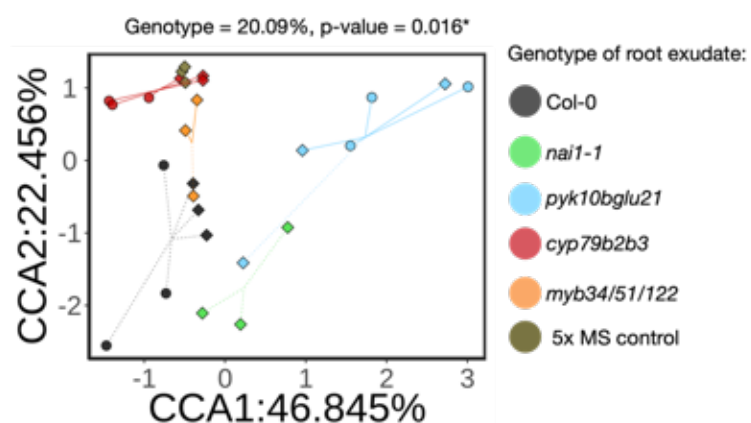 Genotype = 20.09%, p-value = 0.016*
Genotype of root exudate:
Col-0
nai1-1
pyk10bglu21
cyp79b2b3
myb34/51/122
5x MS control
CCA2:22.456%
1
0
-1
-2
-1 0 1 2 3
CCA1:46.845%